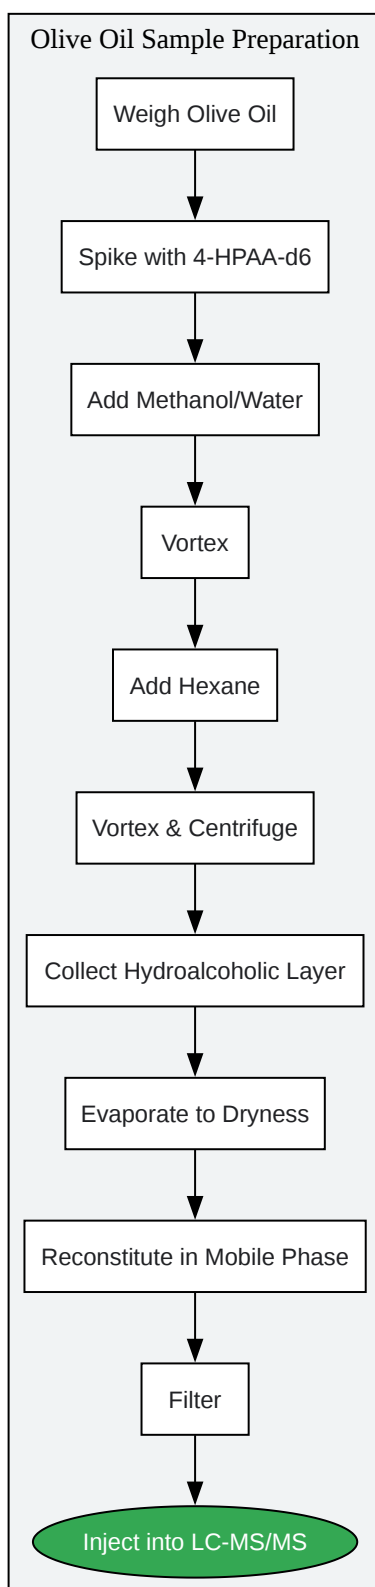 Olive Oil Sample Preparation
Weigh Olive Oil
Spike with 4-HPAA-d6
Add Methanol/Water
Vortex
Add Hexane
Vortex & Centrifuge
Collect Hydroalcoholic Layer
Evaporate to Dryness
Reconstitute in Mobile Phase
Filter
Inject into LC-MS/MS